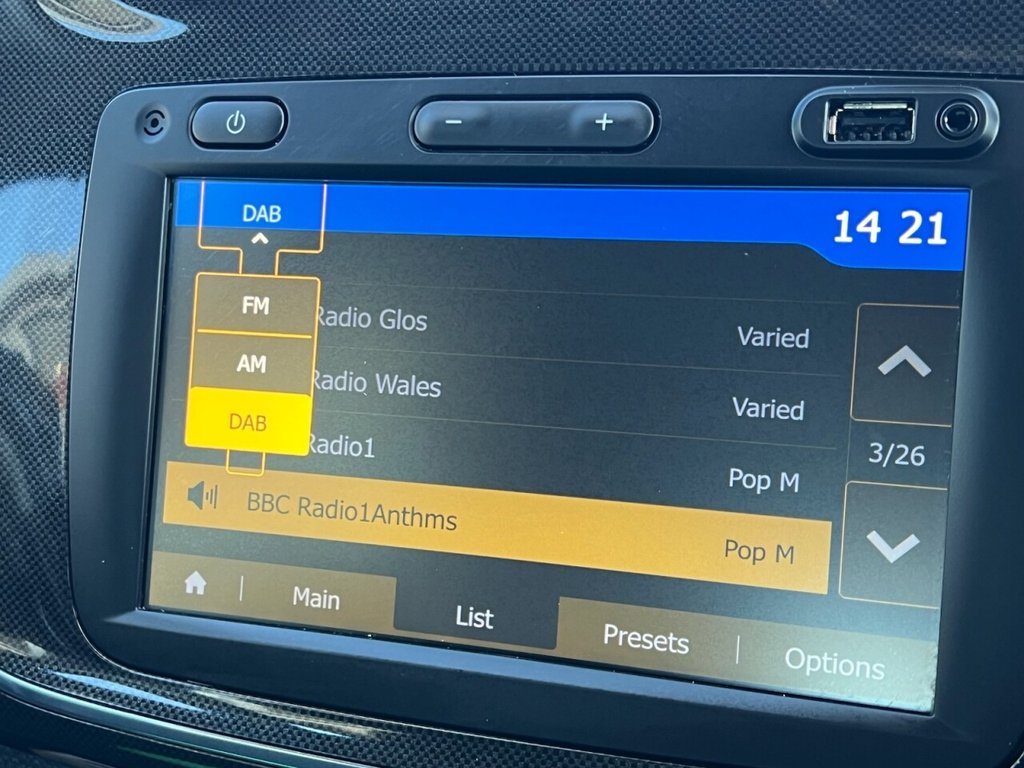 DAB
14 21
FM
AM
DAB
Radio Glos
Varied
Radio Wales
Varied
Radio1
Pop M
BBC Radio1Anthms
Pop M
3/26
Main
List
Presets
Options